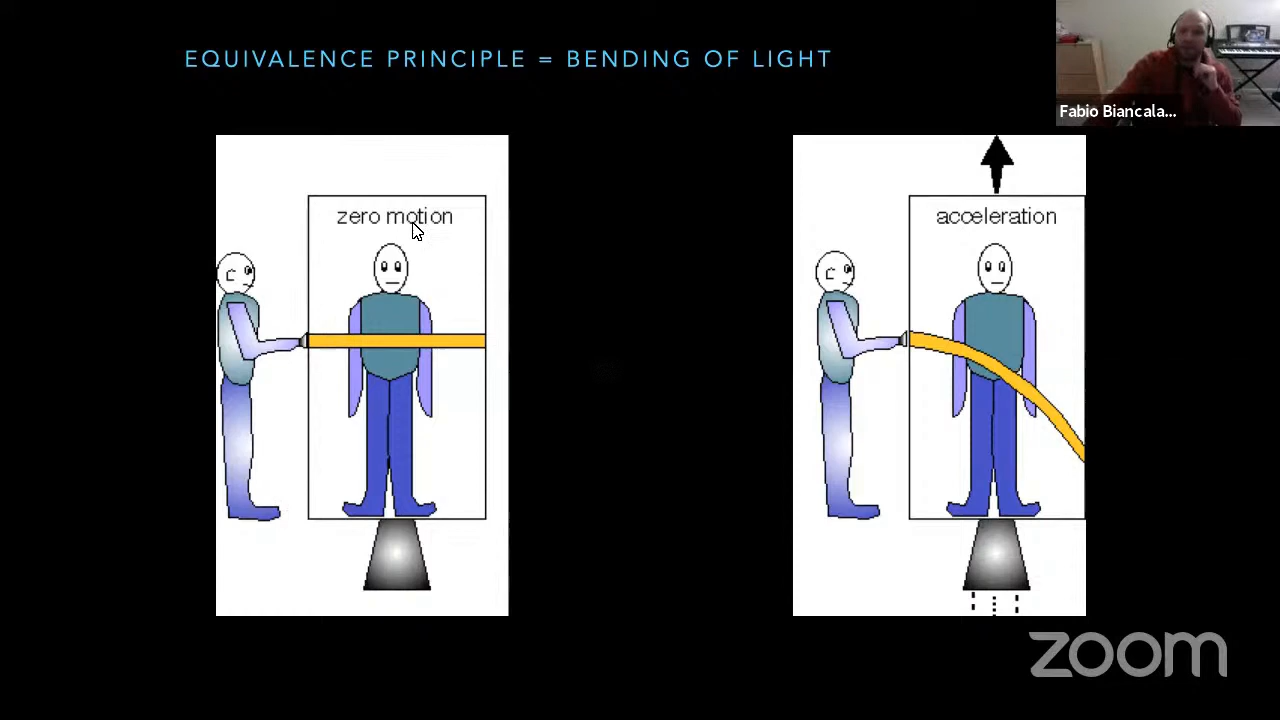 EQUIVALENCE PRINCIPLE = BENDING OF LIGHT
Fabio Biancala...
zero motion
acceleration
zoom